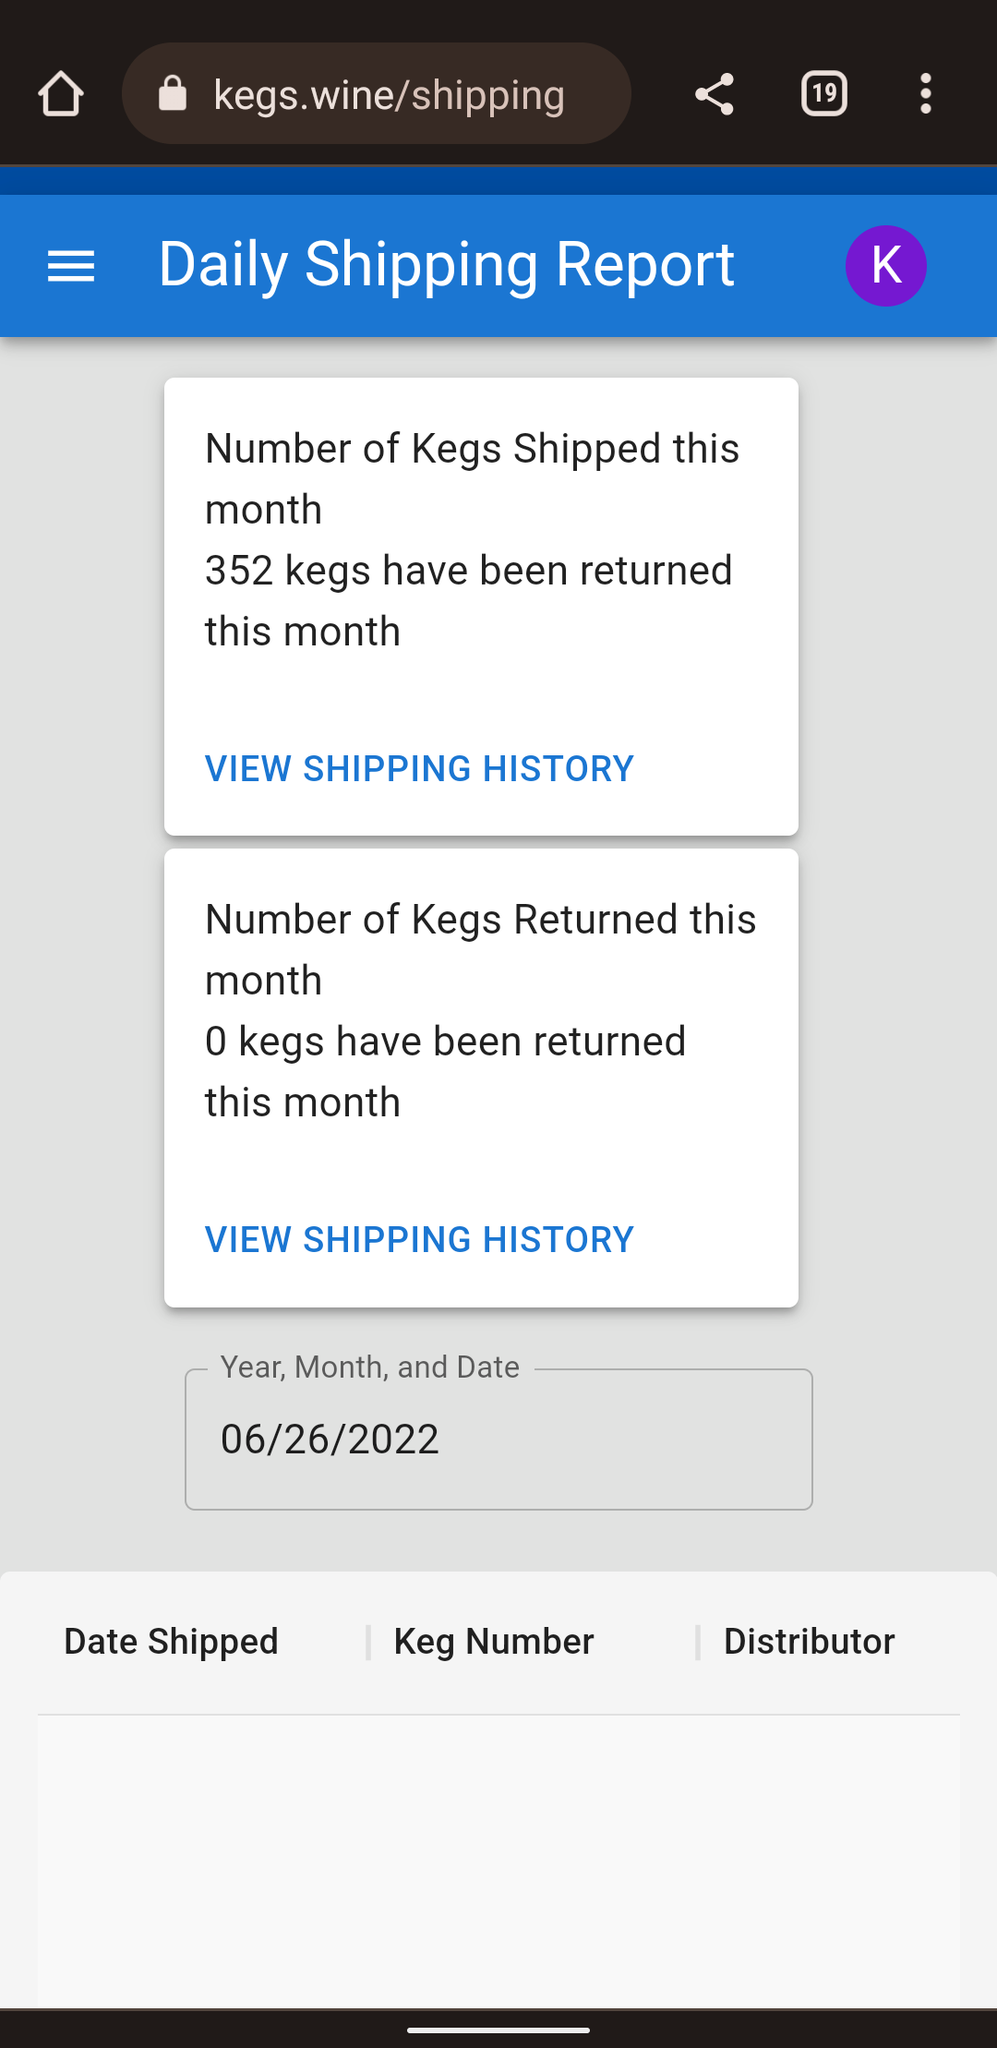 kegs.wine/shipping
19
Daily Shipping Report
K
Number of Kegs Shipped this
month
352 kegs have been returned
this month
VIEW SHIPPING HISTORY
Number of Kegs Returned this
month
0 kegs have been returned
this month
VIEW SHIPPING HISTORY
Year, Month, and Date
06/26/2022
Date Shipped
Keg Number
Distributor